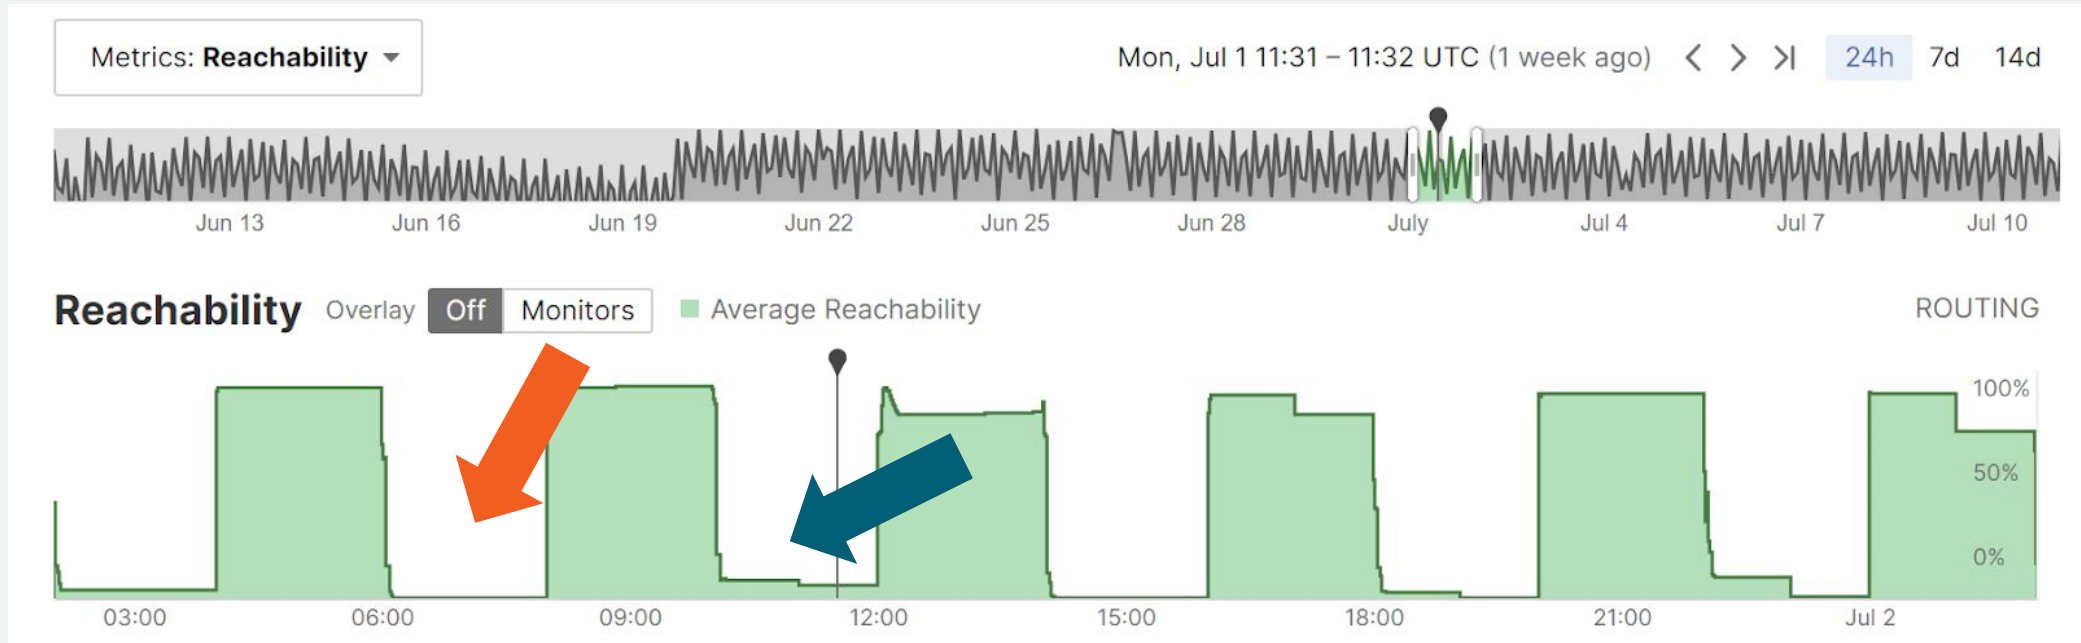 Metrics: Reachability
Mon, Jul 1 11:31 – 11:32 UTC (1 week ago) 24h 7d 14d
Jun 13 Jun 16 Jun 19 Jun 22 Jun 25 Jun 28 July Jul 4 Jul 7 Jul 10
Reachability Overlay Off Monitors Average Reachability ROUTING
100%
50%
0%
03:00 06:00 09:00 12:00 15:00 18:00 21:00 Jul 2